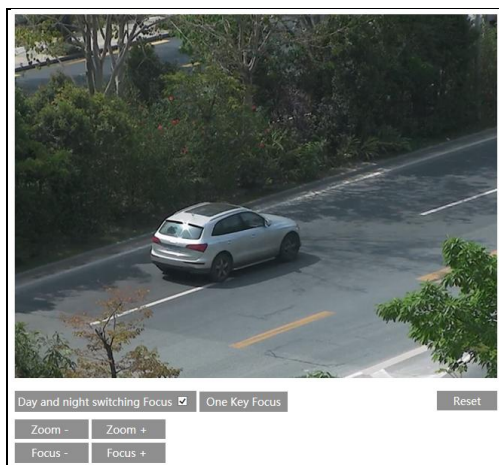 Day and night switching Focus ☑ One Key Focus Reset
Zoom - Zoom +
Focus - Focus +